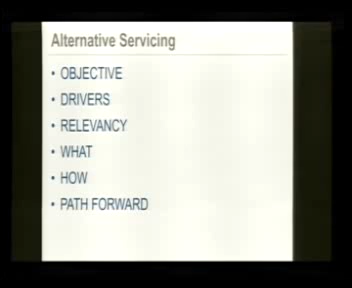 Alternative Servicing
• OBJECTIVE
• DRIVERS
• RELEVANCY
• WHAT
• HOW
• PATH FORWARD